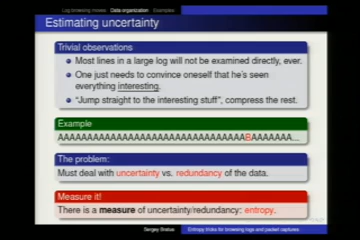 Log browsing moves Data organization Examples
Estimating uncertainty
Trivial observations
Most lines in a large log will not be examined directly, ever.
One just needs to convince oneself that he's seen
everything interesting.
"Jump straight to the interesting stuff", compress the rest.
Example
AAAAAAAAAAAAAAAAAAAAAAAAAAAAAAAAABAAAAAAA...
The problem:
Must deal with uncertainty vs. redundancy of the data.
Measure it!
There is a measure of uncertainty/redundancy: entropy.
Sergey Bratus Entropy tricks for browsing logs and packet captures